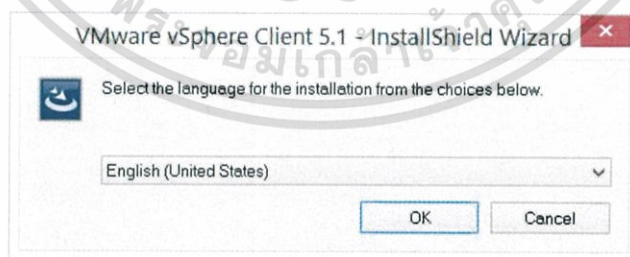 VMware vSphere Client 5.1 - InstallShield Wizard
Select the language for the installation from the choices below.
English (United States)
OK
Cancel